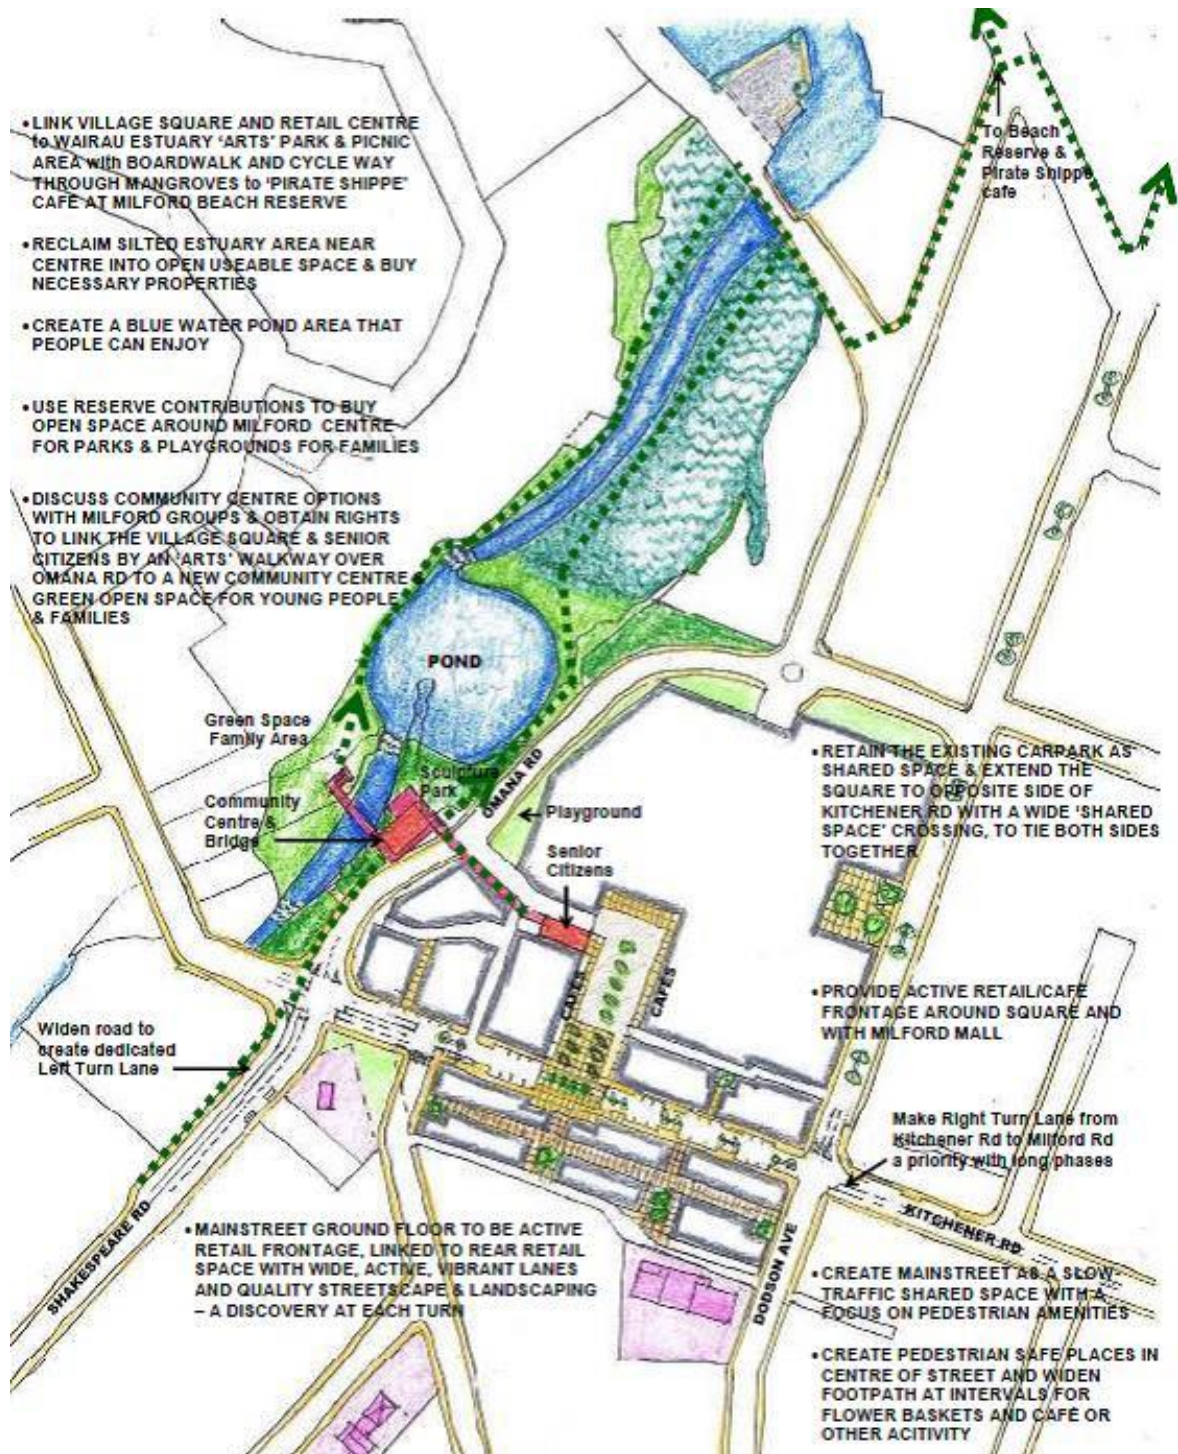 • LINK VILLAGE SQUARE AND RETAIL CENTRE
to WAIRAU ESTUARY 'ARTS' PARK & PICNIC
AREA with BOARDWALK AND CYCLE WAY
THROUGH MANGROVES to 'PIRATE SHIPPE'
CAFÉ AT MILFORD BEACH RESERVE
• RECLAIM SILTED ESTUARY AREA NEAR
CENTRE INTO OPEN USEABLE SPACE & BUY
NECESSARY PROPERTIES
• CREATE A BLUE WATER POND AREA THAT
PEOPLE CAN ENJOY
• USE RESERVE CONTRIBUTIONS TO BUY
OPEN SPACE AROUND MILFORD CENTRE
FOR PARKS & PLAYGROUNDS FOR FAMILIES
• DISCUSS COMMUNITY CENTRE OPTIONS
WITH MILFORD GROUPS & OBTAIN RIGHTS
TO LINK THE VILLAGE SQUARE & SENIOR
CITIZENS BY AN 'ARTS' WALKWAY OVER
OMANA RD TO A NEW COMMUNITY CENTRE
GREEN OPEN SPACE FOR YOUNG PEOPLE
& FAMILIES
To Beach
Reserve &
Pirate Shippe
cafe
POND
Green Space
Family Area
Sculpture
Park
OMANA RD
Community
Centre &
Bridge
Playground
Senior
Citizens
CAFES
CAFES
• RETAIN THE EXISTING CARPARK AS
SHARED SPACE & EXTEND THE
SQUARE TO OPPOSITE SIDE OF
KITCHENER RD WITH A WIDE 'SHARED
SPACE' CROSSING, TO TIE BOTH SIDES
TOGETHER
• PROVIDE ACTIVE RETAIL/CAFÉ
FRONTAGE AROUND SQUARE AND
WITH MILFORD MALL
Widen road to
create dedicated
Left Turn Lane
Make Right Turn Lane from
Kitchener Rd to Milford Rd
a priority with long phases
SHAKESPEARE RD
KITCHENER RD
DODSON AVE
• MAINSTREET GROUND FLOOR TO BE ACTIVE
RETAIL FRONTAGE, LINKED TO REAR RETAIL
SPACE WITH WIDE, ACTIVE, VIBRANT LANES
AND QUALITY STREETSCAPE & LANDSCAPING
– A DISCOVERY AT EACH TURN
• CREATE MAINSTREET AS A SLOW
TRAFFIC SHARED SPACE WITH A
FOCUS ON PEDESTRIAN AMENITIES
• CREATE PEDESTRIAN SAFE PLACES IN
CENTRE OF STREET AND WIDEN
FOOTPATH AT INTERVALS FOR
FLOWER BASKETS AND CAFÉ OR
OTHER ACITIVITY